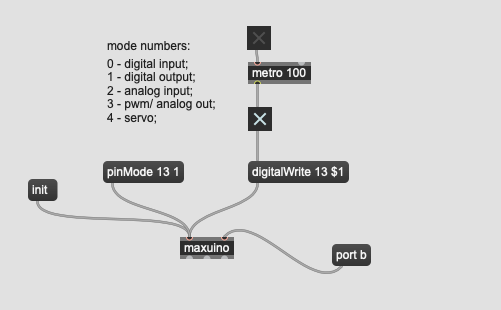 mode numbers:
0 - digital input;
1 - digital output;
2 - analog input;
3 - pwm/ analog out;
4 - servo;
metro 100
pinMode 13 1
digitalWrite 13 $1
init
maxuino
port b